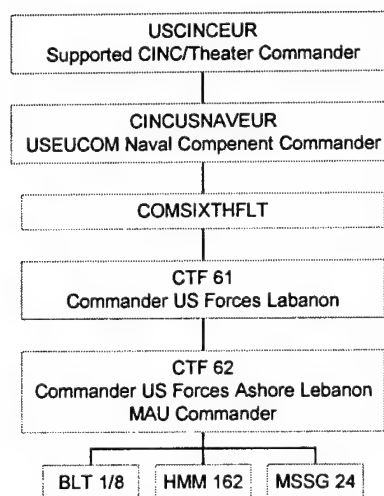 USCINCEUR
Supported CINC/Theater Commander
CINCUSNAVEUR
USEUCOM Naval Compenent Commander
COMSIXTHFLT
CTF 61
Commander US Forces Labanon
CTF 62
Commander US Forces Ashore Lebanon
MAU Commander
BLT 1/8
HMM 162
MSSG 24